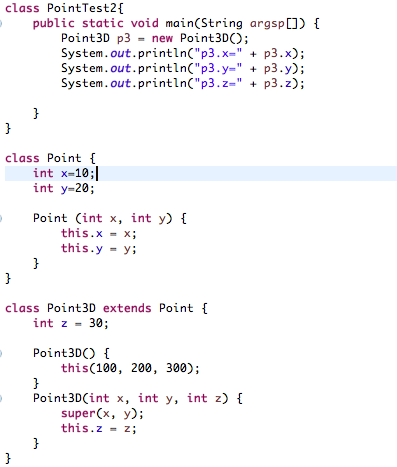 class PointTest2{
    public static void main(String argsp[]) {
        Point3D p3 = new Point3D();
        System.out.println("p3.x=" + p3.x);
        System.out.println("p3.y=" + p3.y);
        System.out.println("p3.z=" + p3.z);
    }
}
class Point {
    int x=10;
    int y=20;
    Point (int x, int y) {
        this.x = x;
        this.y = y;
    }
}
class Point3D extends Point {
    int z = 30;
    Point3D() {
        this(100, 200, 300);
    }
    Point3D(int x, int y, int z) {
        super(x, y);
        this.z = z;
    }
}